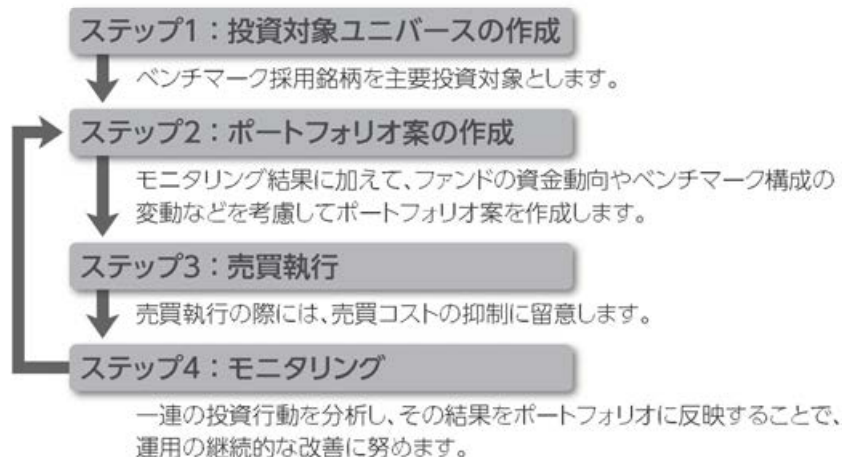 ステップ1：投資対象ユニバースの作成
ベンチマーク採用銘柄を主要投資対象とします。
ステップ2：ポートフォリオ案の作成
モニタリング結果に加えて、ファンドの資金動向やベンチマーク構成の
変動などを考慮してポートフォリオ案を作成します。
ステップ3：売買執行
売買執行の際には、売買コストの抑制に留意します。
ステップ4：モニタリング
一連の投資行動を分析し、その結果をポートフォリオに反映することで、
運用の継続的な改善に努めます。